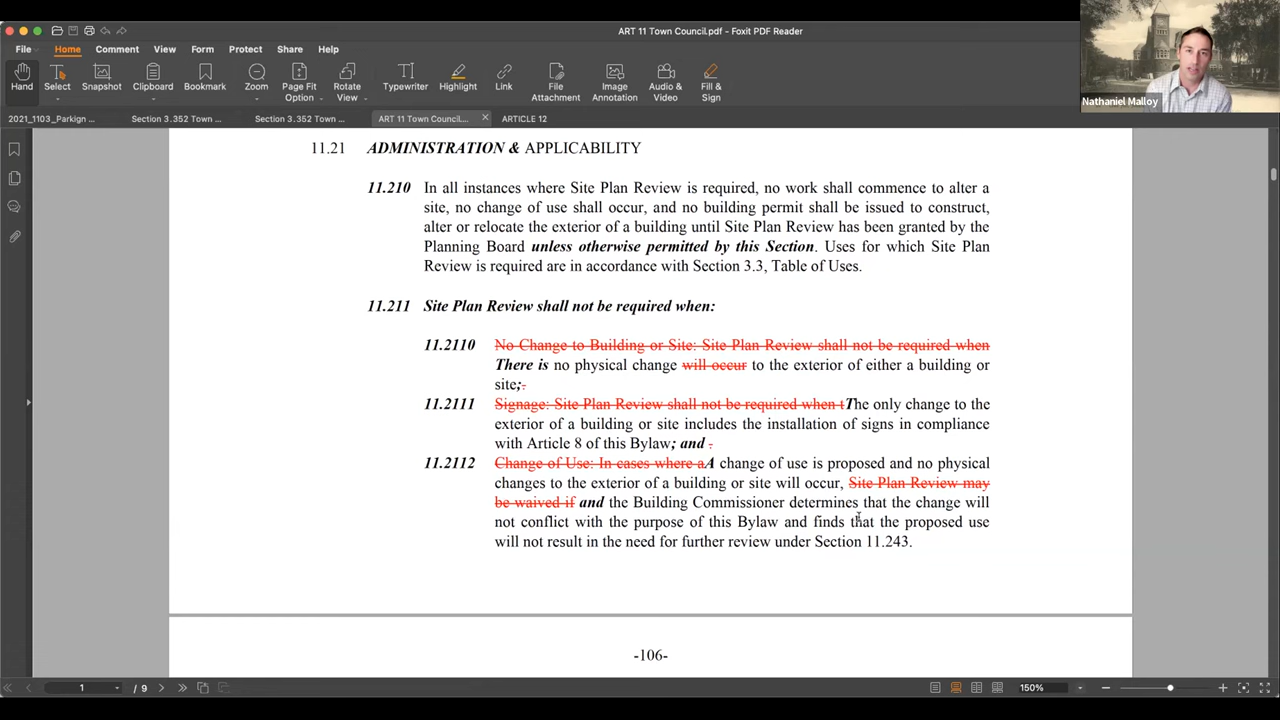 ART 11 Town Council.pdf - Foxit PDF Reader
File Home Comment View Form Protect Share Help
Hand Select Snapshot Clipboard Bookmark Zoom Page Fit Option Rotate View Typewriter Highlight Link File Attachment Image Annotation Audio & Video Fill & Sign
Nathaniel Malloy
2021_1103_Parkign ... Section 3.352 Town ... Section 3.352 Town ... ART 11 Town Council.... ARTICLE 12
11.21 ADMINISTRATION & APPLICABILITY
11.210 In all instances where Site Plan Review is required, no work shall commence to alter a
site, no change of use shall occur, and no building permit shall be issued to construct,
alter or relocate the exterior of a building until Site Plan Review has been granted by the
Planning Board unless otherwise permitted by this Section. Uses for which Site Plan
Review is required are in accordance with Section 3.3, Table of Uses.
11.211 Site Plan Review shall not be required when:
11.2110 No Change to Building or Site: Site Plan Review shall not be required when
There is no physical change will occur to the exterior of either a building or
site;.
11.2111 Signage: Site Plan Review shall not be required when tThe only change to the
exterior of a building or site includes the installation of signs in compliance
with Article 8 of this Bylaw; and .
11.2112 Change of Use: In cases where aA change of use is proposed and no physical
changes to the exterior of a building or site will occur, Site Plan Review may
be waived if and the Building Commissioner determines that the change will
not conflict with the purpose of this Bylaw and finds that the proposed use
will not result in the need for further review under Section 11.243.
-106-
1 / 9 150%